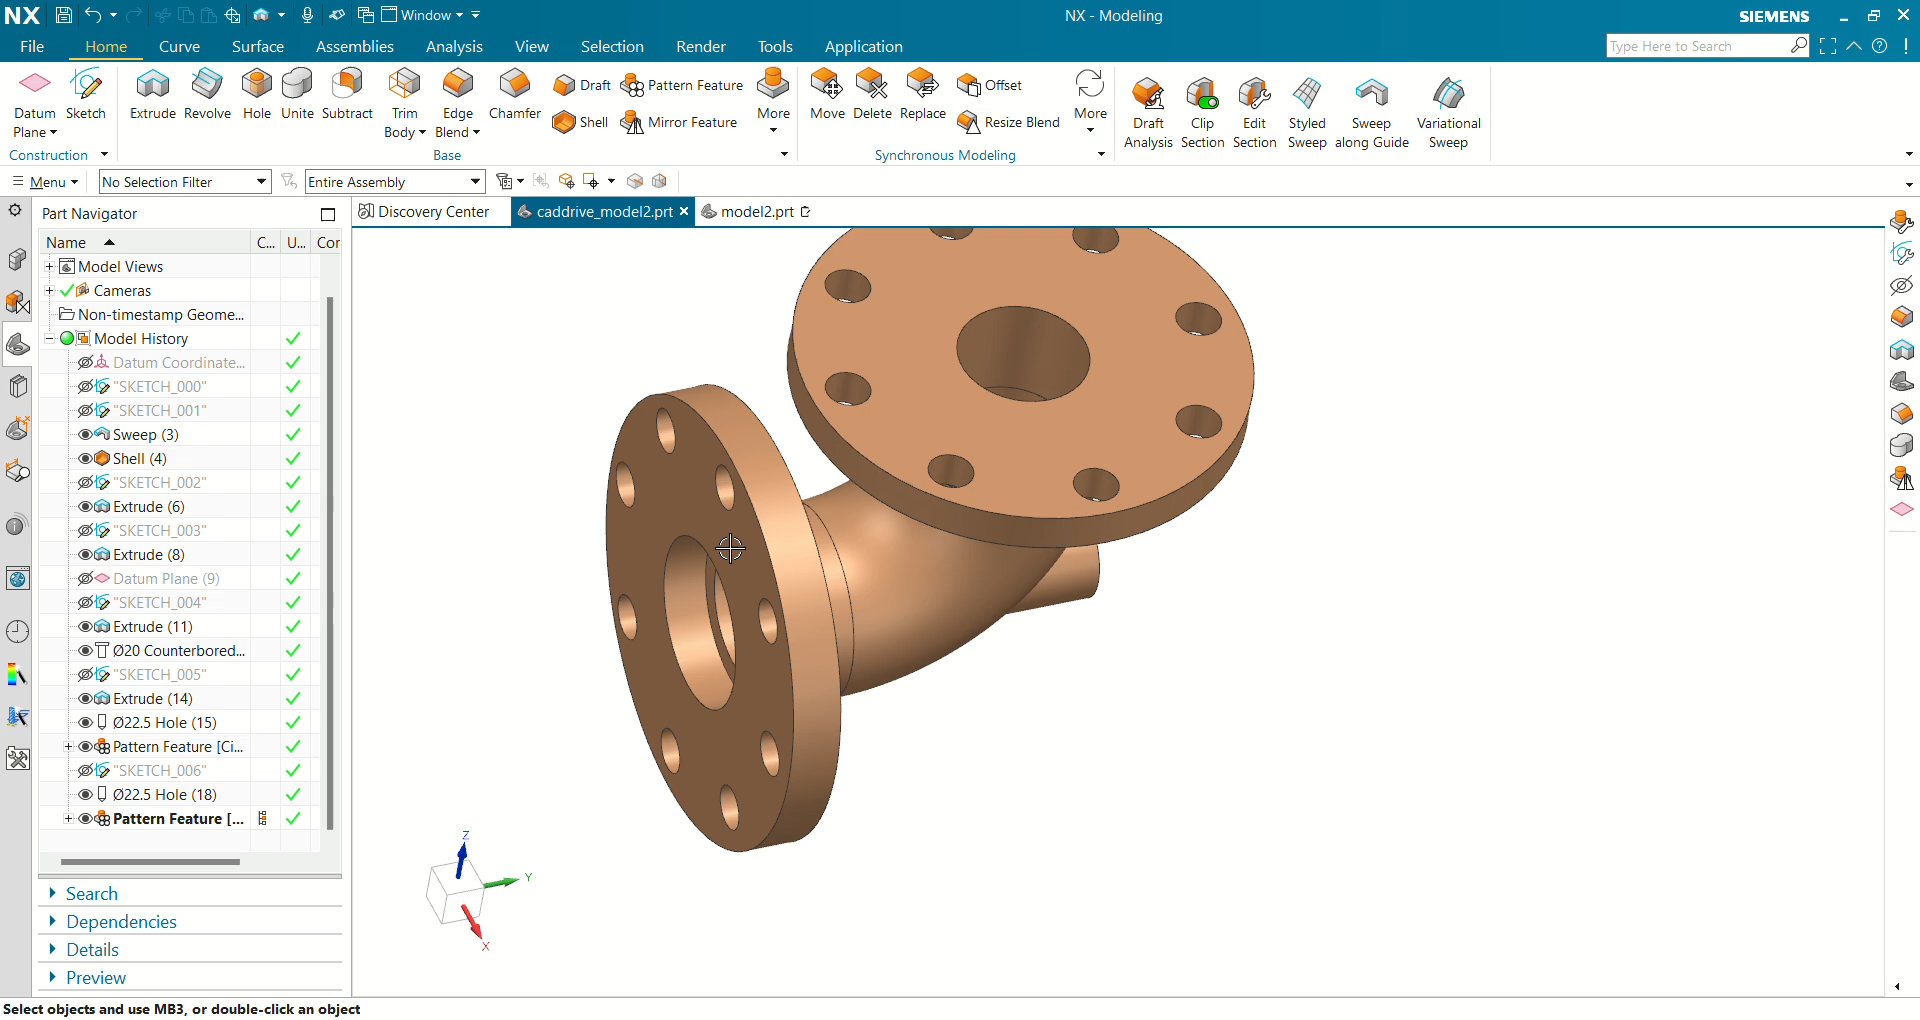 NX Window NX - Modeling SIEMENS
File Home Curve Surface Assemblies Analysis View Selection Render Tools Application Type Here to Search
Datum Plane Sketch Extrude Revolve Hole Unite Subtract Trim Body Edge Blend Chamfer Draft Shell Pattern Feature Mirror Feature More Move Delete Replace Offset Resize Blend More Draft Analysis Clip Section Edit Section Styled Sweep Sweep along Guide Variational Sweep
Construction Base Synchronous Modeling
Menu No Selection Filter Entire Assembly
Part Navigator
Discovery Center caddrive_model2.prt model2.prt
Name C... U... Cor
Model Views
Cameras
Non-timestamp Geome...
Model History
Datum Coordinate...
"SKETCH_000"
"SKETCH_001"
Sweep (3)
Shell (4)
"SKETCH_002"
Extrude (6)
"SKETCH_003"
Extrude (8)
Datum Plane (9)
"SKETCH_004"
Extrude (11)
Ø20 Counterbored...
"SKETCH_005"
Extrude (14)
Ø22.5 Hole (15)
Pattern Feature [Ci...
"SKETCH_006"
Ø22.5 Hole (18)
Pattern Feature [...
Z
Y
X
Search
Dependencies
Details
Preview
Select objects and use MB3, or double-click an object